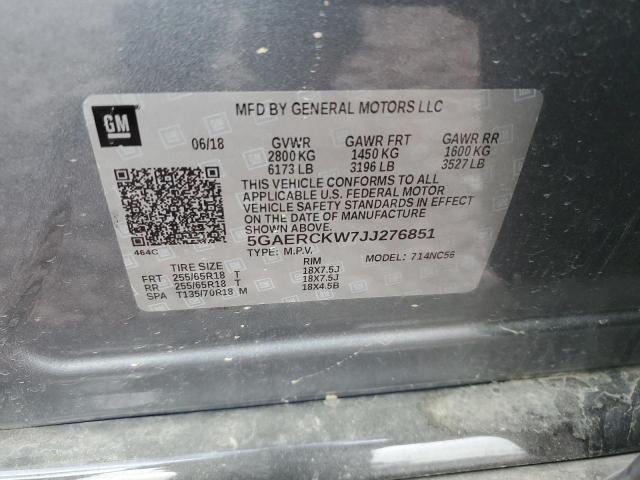 MFD BY GENERAL MOTORS LLC
GM
06/18 GVWR GAWR FRT GAWR RR
2800 KG 1450 KG 1600 KG
6173 LB 3196 LB 3527 LB
THIS VEHICLE CONFORMS TO ALL
APPLICABLE U.S. FEDERAL MOTOR
VEHICLE SAFETY STANDARDS IN EFFECT
ON THE DATE OF MANUFACTURE
SHOWN ABOVE.
5GAERCKW7JJ276851
464C
TYPE: M.P.V. MODEL: 714NC56
TIRE SIZE RIM
FRT 255/65R18 T 18X7.5J
RR 255/65R18 T 18X7.5J
SPA T135/70R18 M 18X4.5B